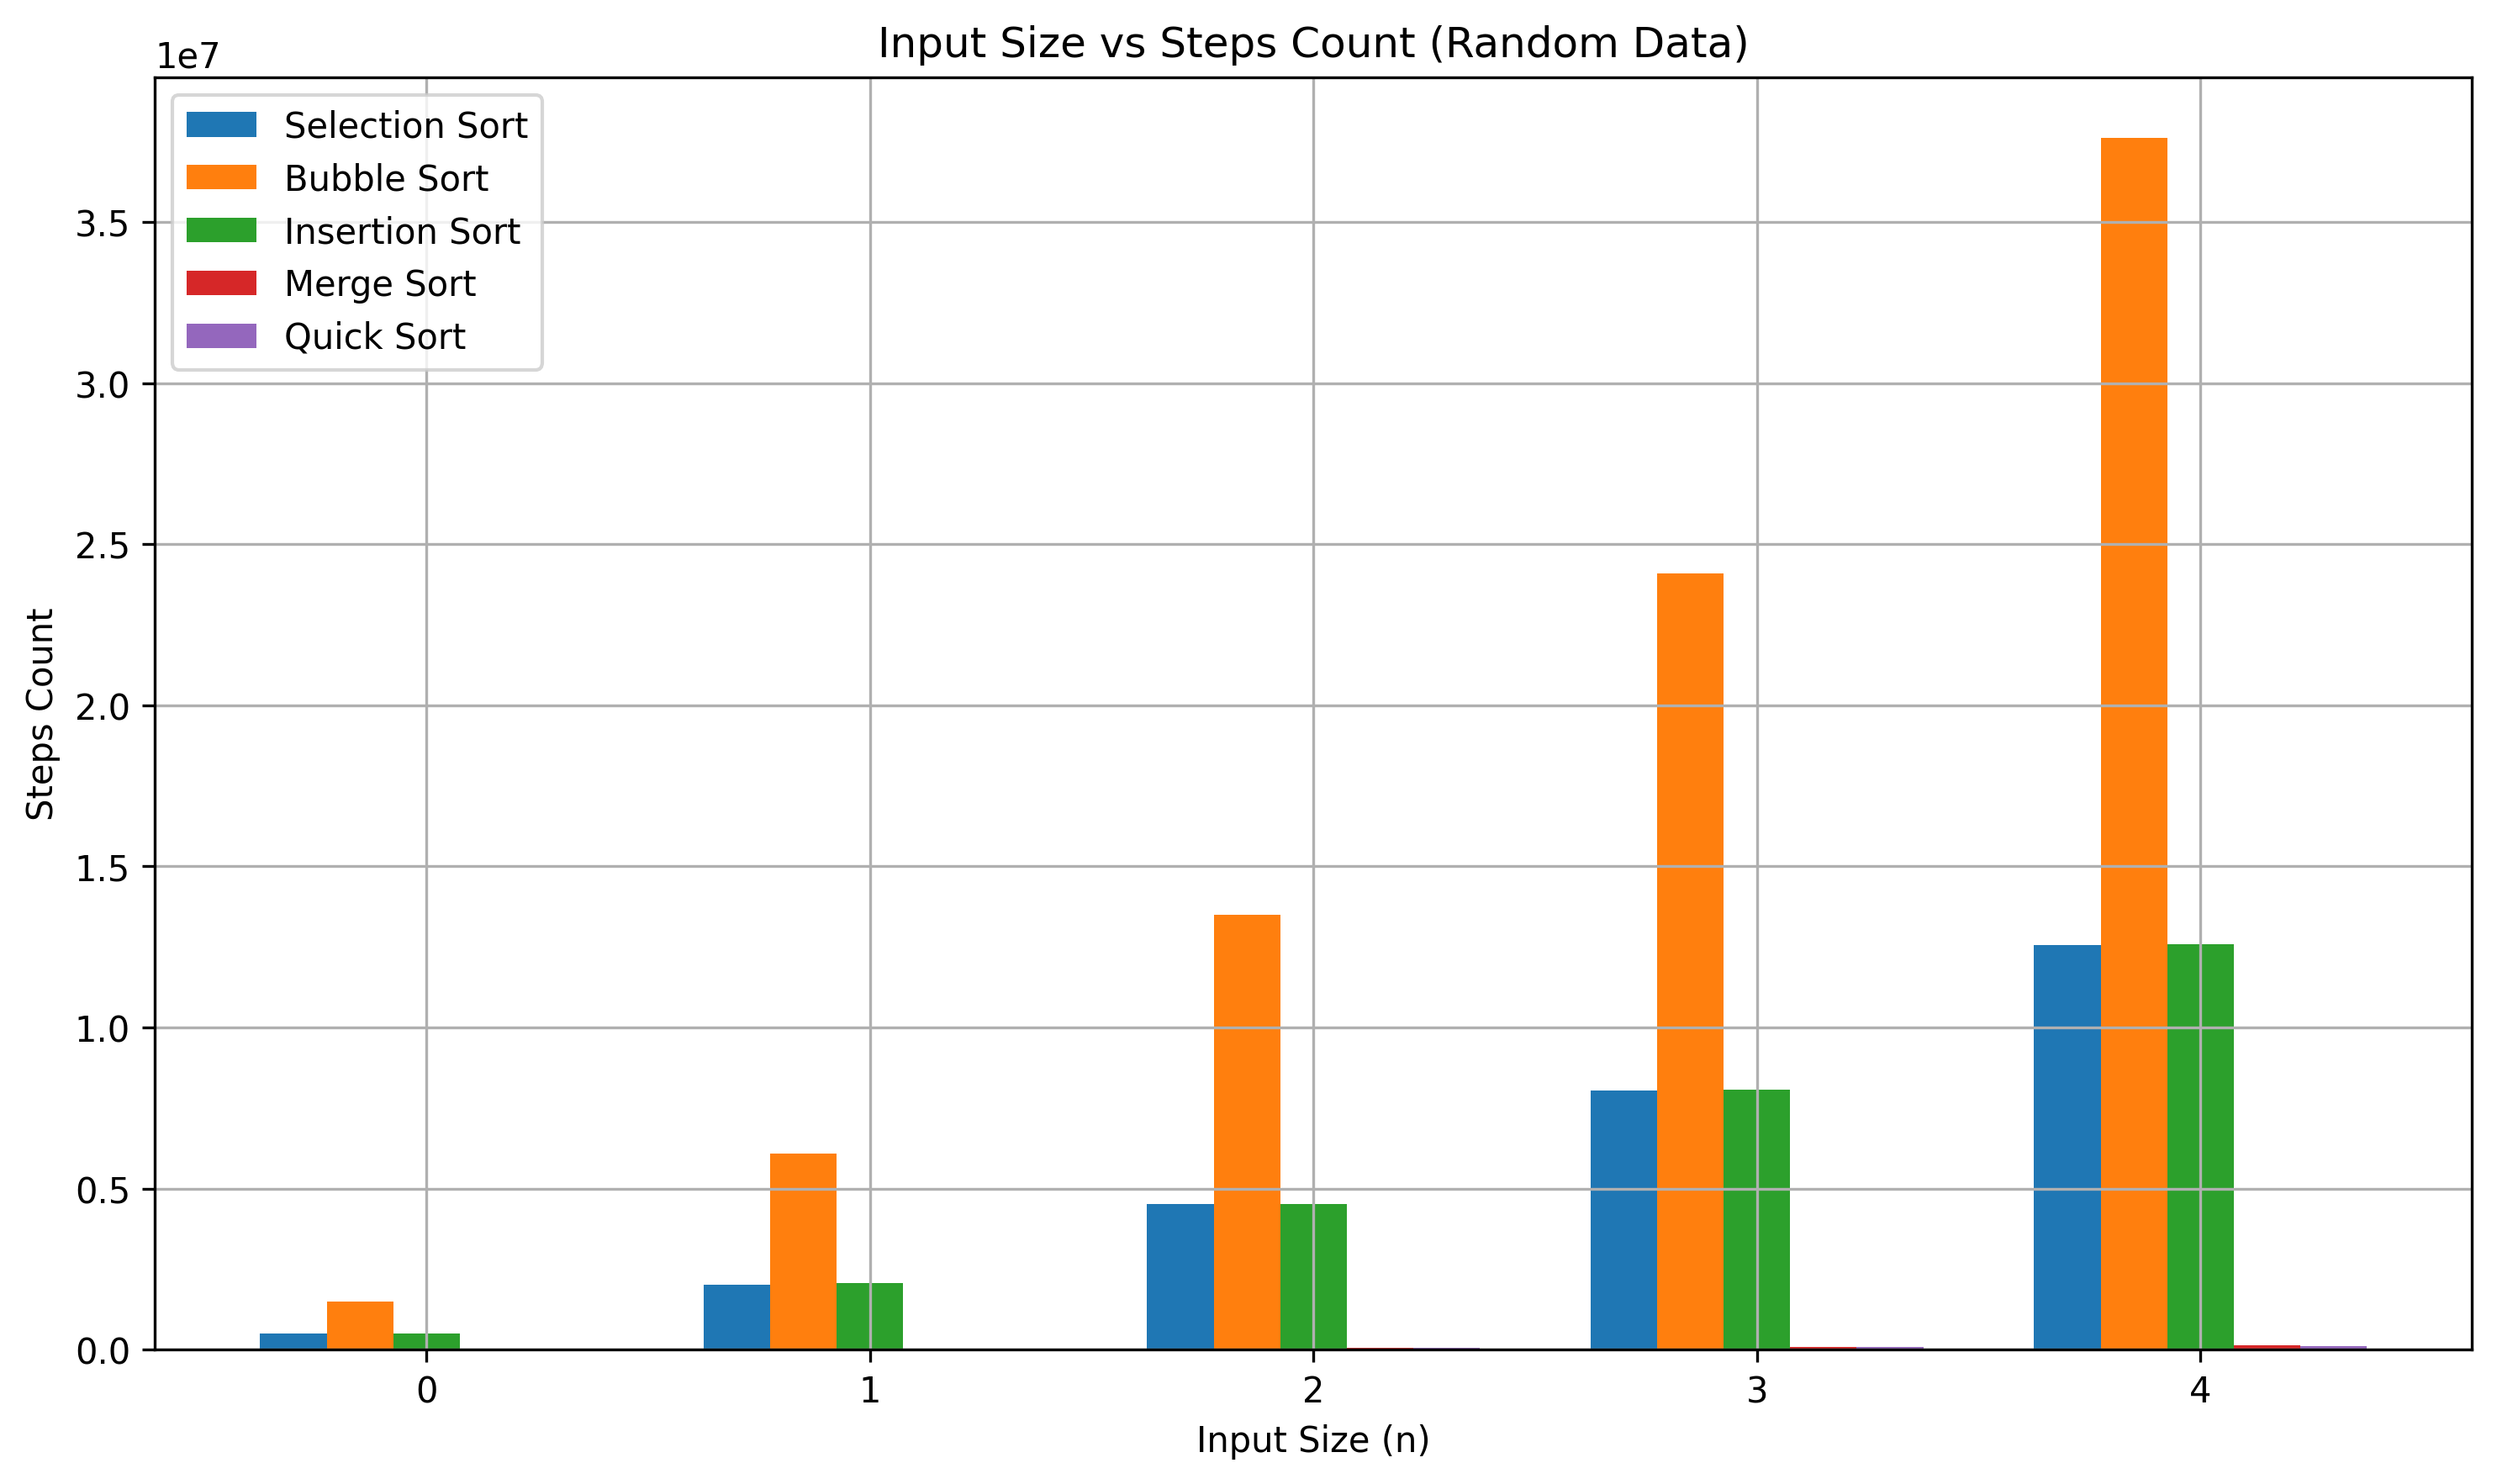 Input Size vs Steps Count (Random Data)
1e7
Selection Sort
Bubble Sort
Insertion Sort
Merge Sort
Quick Sort
3.5
3.0
2.5
2.0
1.5
1.0
0.5
0.0
Steps Count
0 1 2 3 4
Input Size (n)